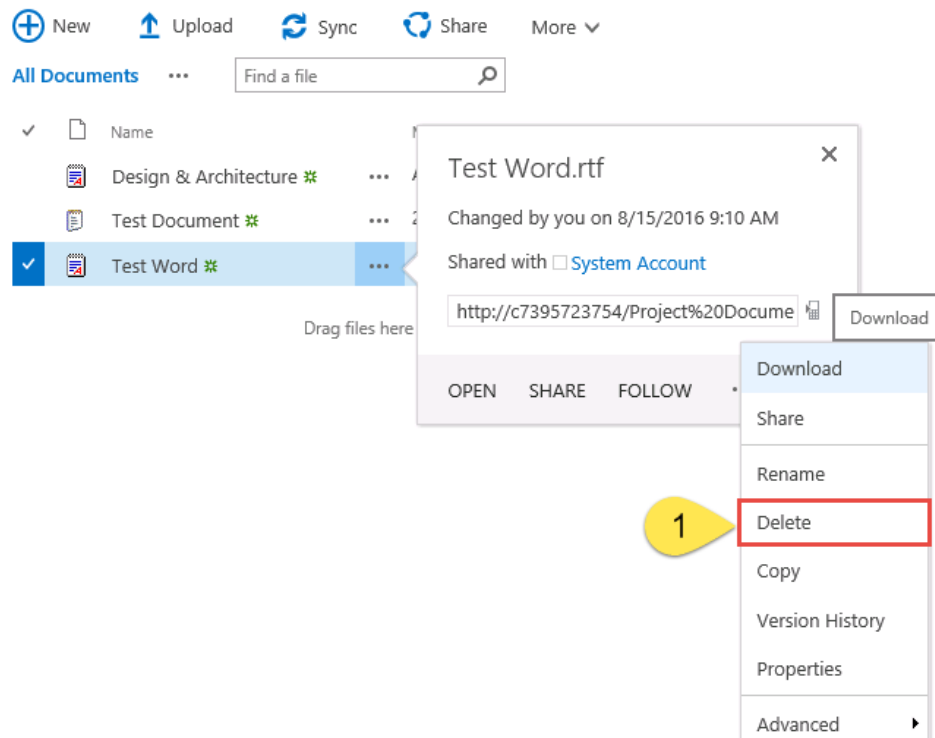 New Upload Sync Share More
All Documents ... Find a file
Name
Design & Architecture ...
Test Document ...
Test Word ...
Drag files here
Test Word.rtf
Changed by you on 8/15/2016 9:10 AM
Shared with System Account
http://c7395723754/Project%20Docume
Download
OPEN SHARE FOLLOW
Download
Share
Rename
1 Delete
Copy
Version History
Properties
Advanced